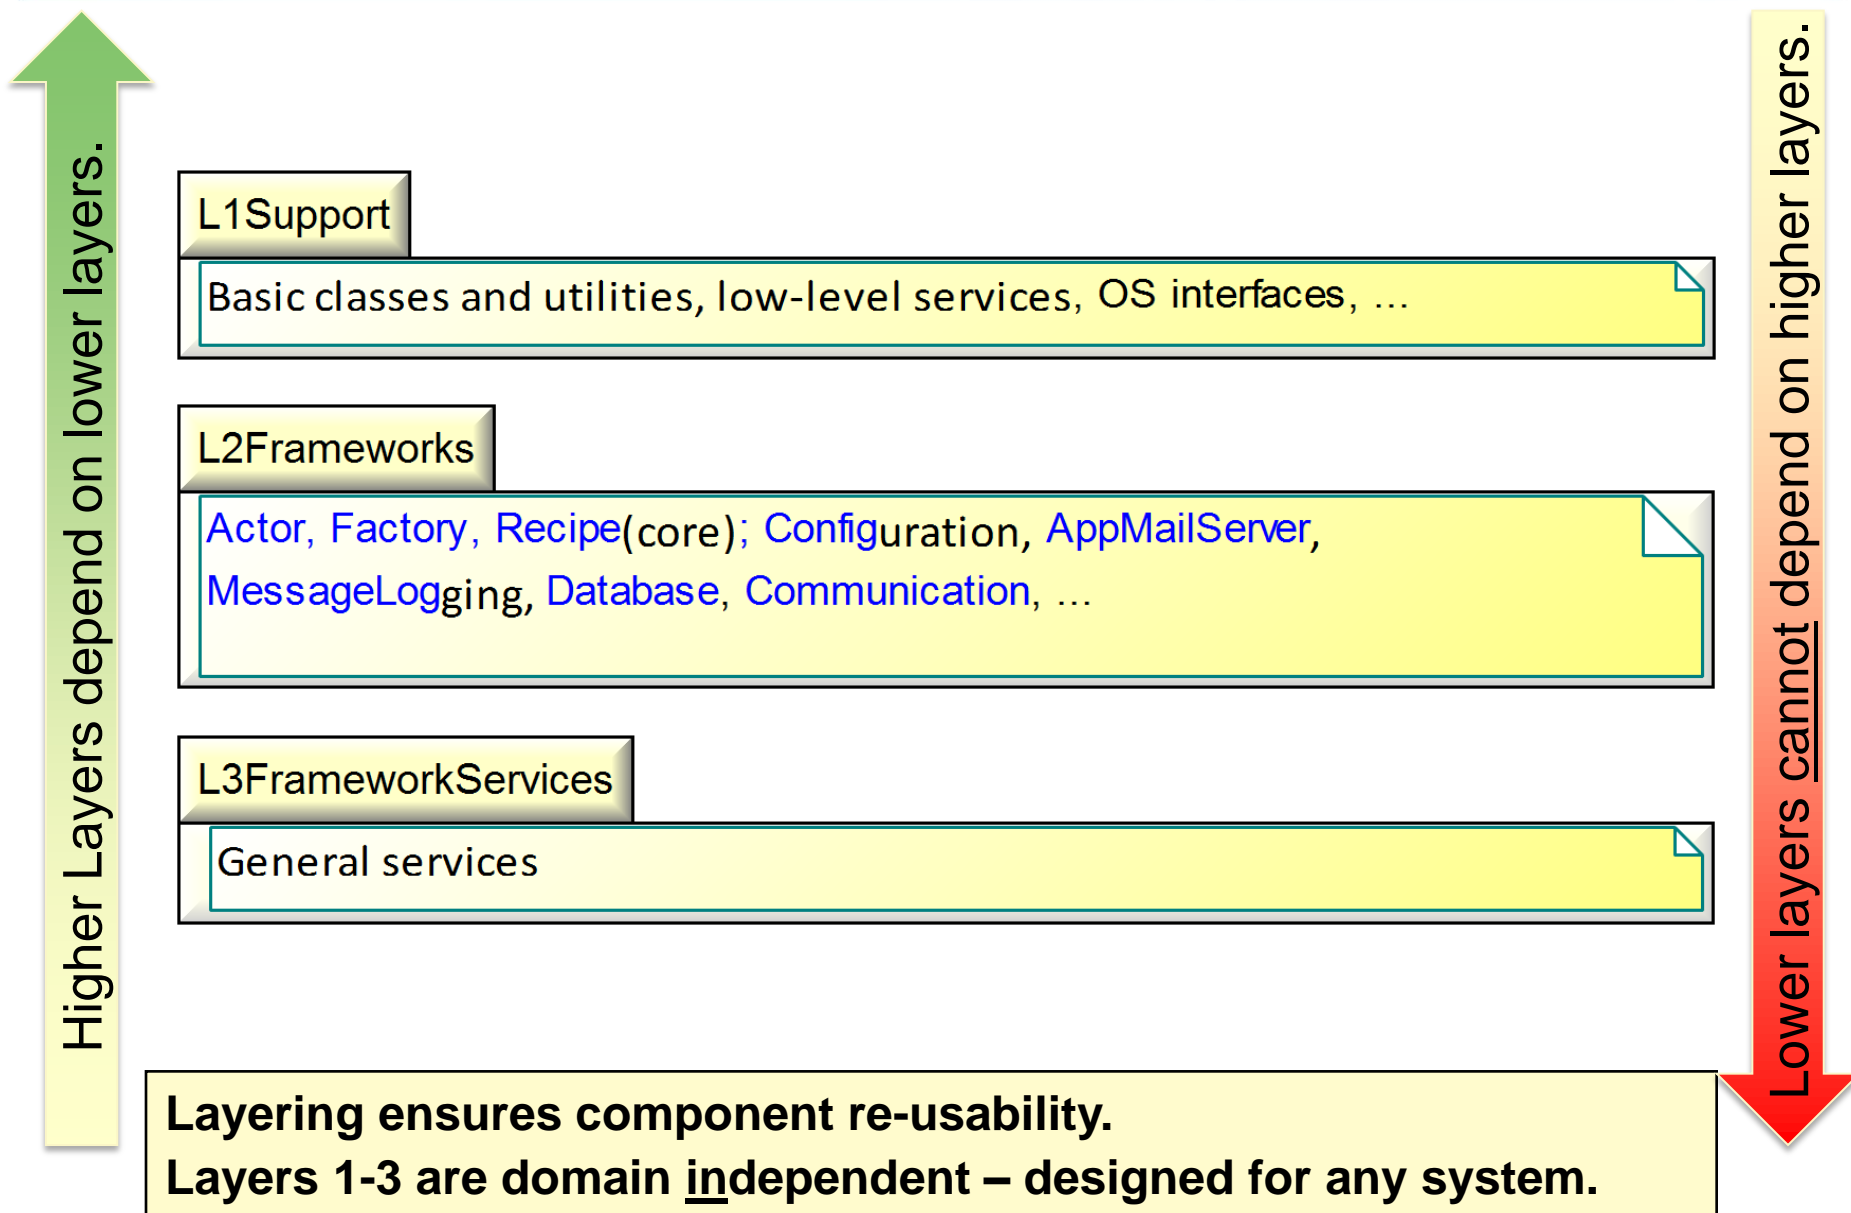 Higher Layers depend on lower layers.
L1Support
Basic classes and utilities, low-level services, OS interfaces, ...
L2Frameworks
Actor, Factory, Recipe(core); Configuration, AppMailServer,
MessageLogging, Database, Communication, ...
L3FrameworkServices
General services
Lower layers cannot depend on higher layers.
Layering ensures component re-usability.
Layers 1-3 are domain independent – designed for any system.